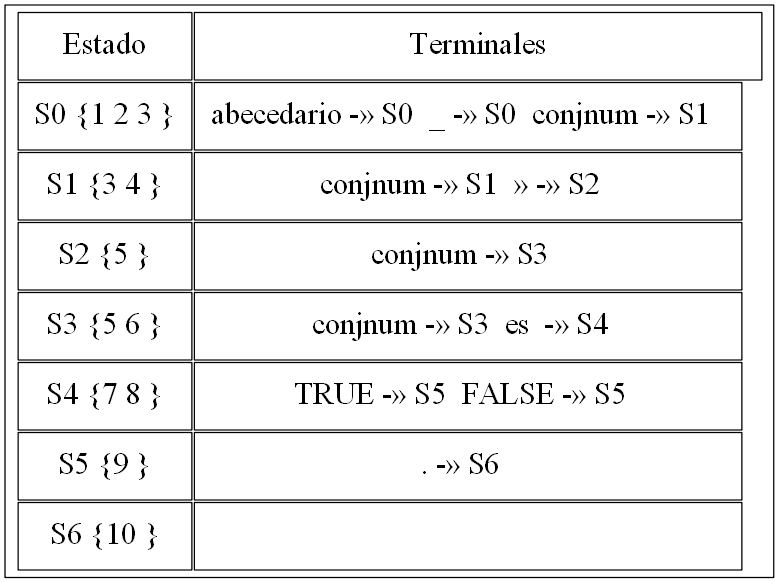 Estado Terminales
S0 {1 2 3 } abecedario -» S0 _ -» S0 conjnum -» S1
S1 {3 4 } conjnum -» S1 » -» S2
S2 {5 } conjnum -» S3
S3 {5 6 } conjnum -» S3 es -» S4
S4 {7 8 } TRUE -» S5 FALSE -» S5
S5 {9 } . -» S6
S6 {10 }